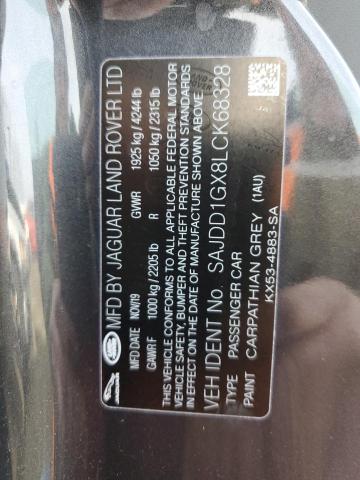 MFD BY JAGUAR LAND ROVER LTD
MFD DATE NOV/19 GVWR 1925 kg / 4244 lb
GAWR F 1000 kg / 2205 lb R 1050 kg / 2315 lb
THIS VEHICLE CONFORMS TO ALL APPLICABLE FEDERAL MOTOR
VEHICLE SAFETY, BUMPER AND THEFT PREVENTION STANDARDS
IN EFFECT ON THE DATE OF MANUFACTURE SHOWN ABOVE.
VEH IDENT No. SAJDD1GX8LCK68328
TYPE PASSENGER CAR
PAINT CARPATHIAN GREY (1AU)
KX53-4883-SA